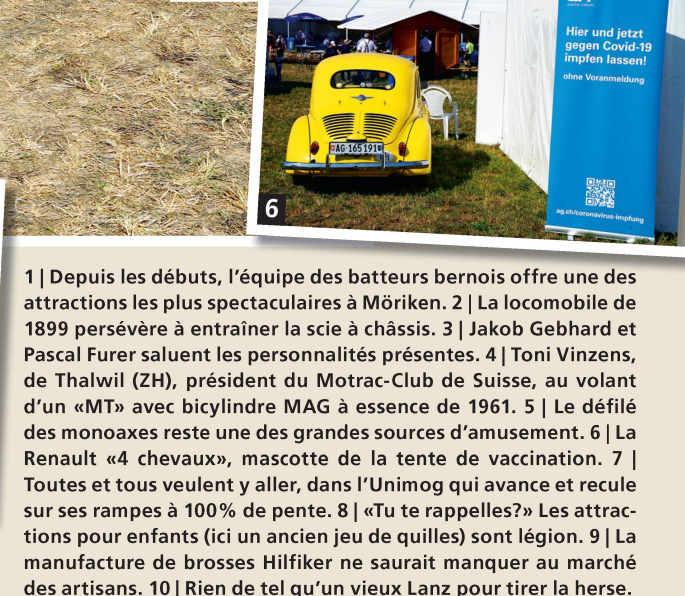 Hier und jetzt
gegen Covid-19
impfen lassen!
ohne Voranmeldung
AG·165191
ag.ch/coronavirus-impfung
6
1 | Depuis les débuts, l’équipe des batteurs bernois offre une des
attractions les plus spectaculaires à Möriken. 2 | La locomobile de
1899 persévère à entraîner la scie à châssis. 3 | Jakob Gebhard et
Pascal Furer saluent les personnalités présentes. 4 | Toni Vinzens,
de Thalwil (ZH), président du Motrac-Club de Suisse, au volant
d’un «MT» avec bicylindre MAG à essence de 1961. 5 | Le défilé
des monoaxes reste une des grandes sources d’amusement. 6 | La
Renault «4 chevaux», mascotte de la tente de vaccination. 7 |
Toutes et tous veulent y aller, dans l’Unimog qui avance et recule
sur ses rampes à 100% de pente. 8 | «Tu te rappelles?» Les attrac-
tions pour enfants (ici un ancien jeu de quilles) sont légion. 9 | La
manufacture de brosses Hilfiker ne saurait manquer au marché
des artisans. 10 | Rien de tel qu’un vieux Lanz pour tirer la herse.